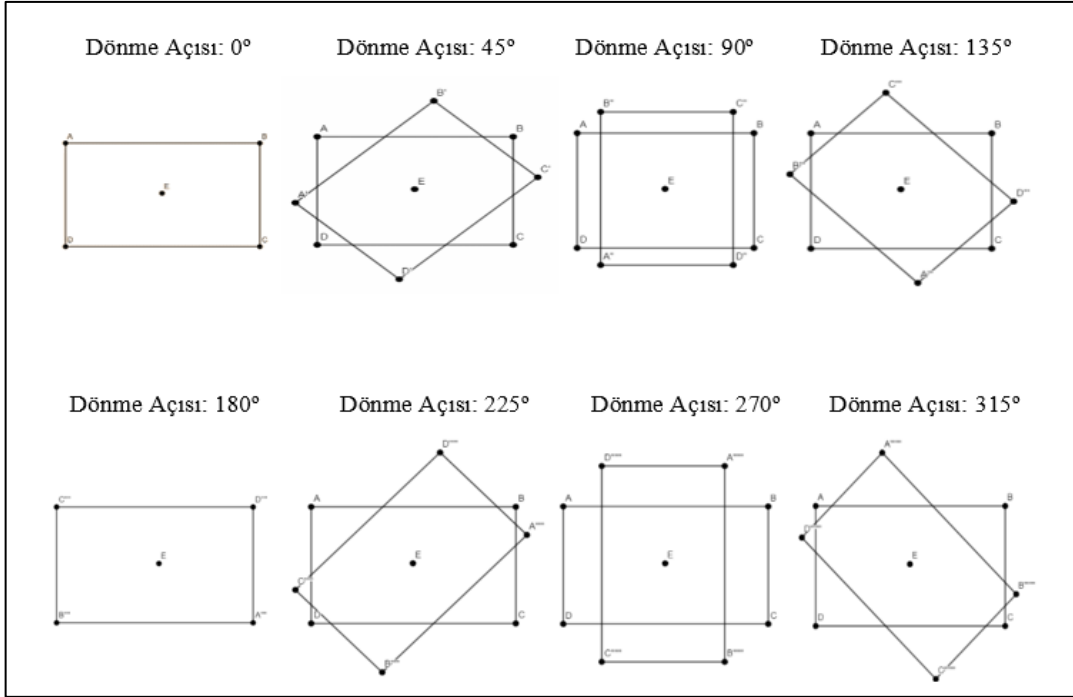 Dönme Açısı: 0° Dönme Açısı: 45° Dönme Açısı: 90° Dönme Açısı: 135°
B' B'' C'' C'''
A B A B A B A B
E E E E
A' C' B''' D'''
D C D C D C D C
D' A'' D'' A'''
Dönme Açısı: 180° Dönme Açısı: 225° Dönme Açısı: 270° Dönme Açısı: 315°
C'''' D'''' A B A B A B
E E E E
B'''' A'''' D C D C D C